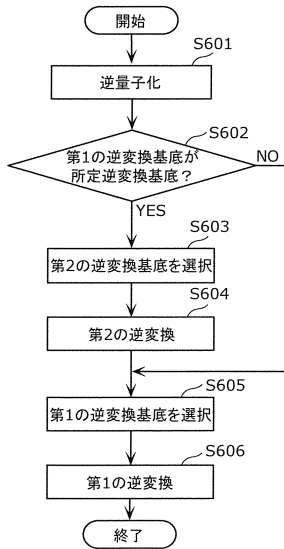 開始
S601
逆量子化
S602
第1の逆変換基底が
所定逆変換基底？
NO
YES
S603
第2の逆変換基底を選択
S604
第2の逆変換
S605
第1の逆変換基底を選択
S606
第1の逆変換
終了